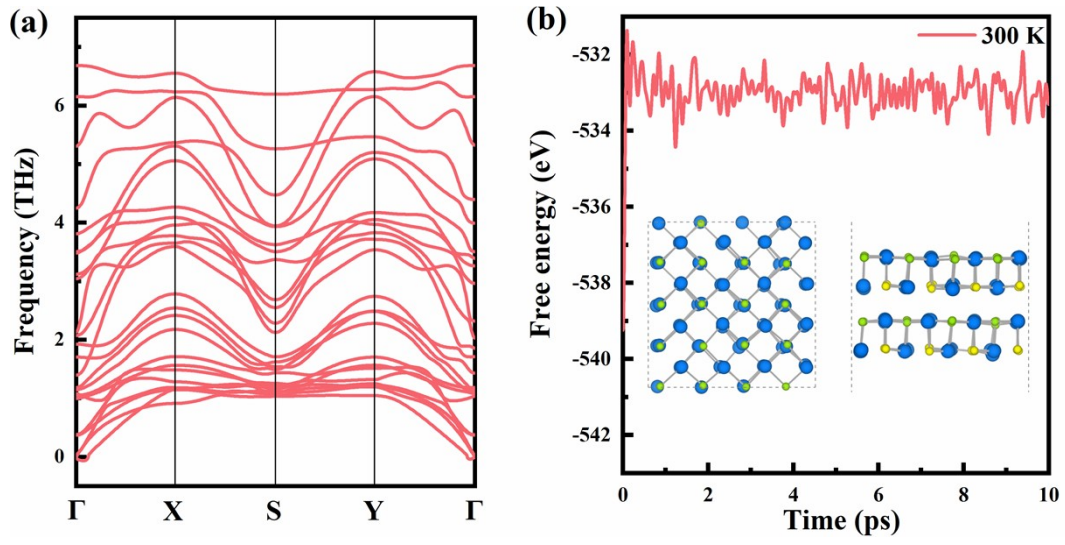 (a)
Frequency (THz)
6
4
2
0
Γ X S Y Γ
(b)
Free energy (eV)
-532
-534
-536
-538
-540
-542
300 K
0 2 4 6 8 10
Time (ps)